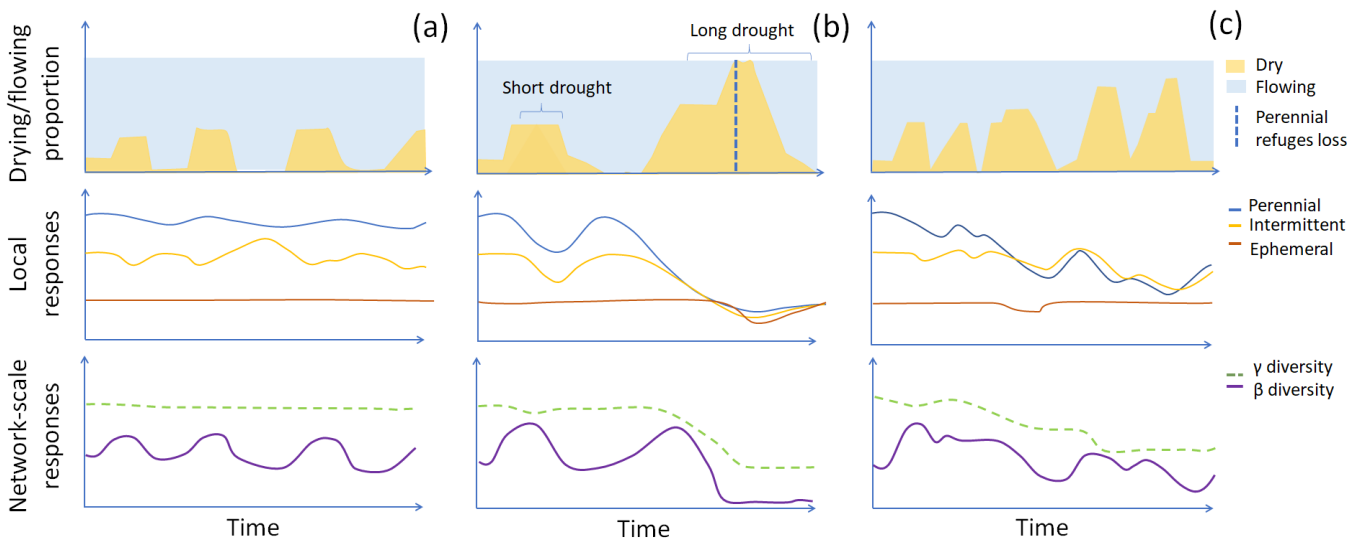 (a)
(b)
(c)
Drying/flowing
proportion
Short drought
Long drought
Dry
Flowing
Perennial
refuges loss
Local
responses
Perennial
Intermittent
Ephemeral
Network-scale
responses
γ diversity
β diversity
Time
Time
Time